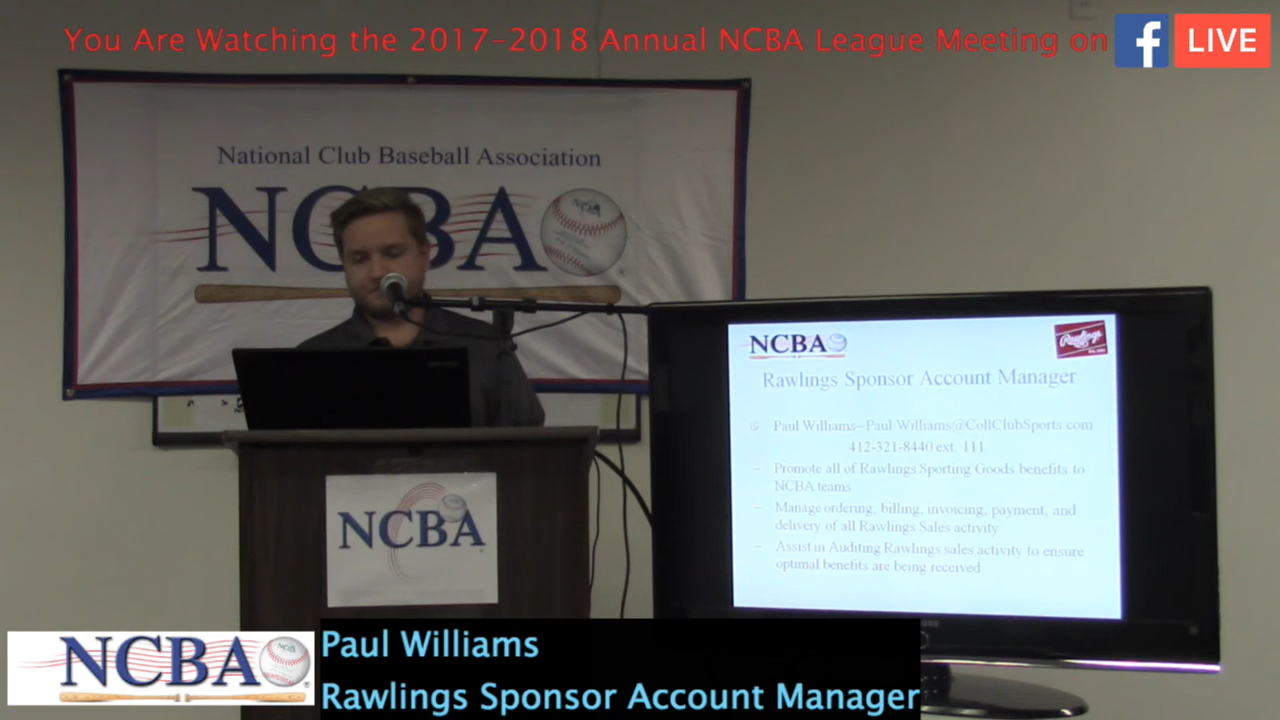 You Are Watching the 2017-2018 Annual NCBA League Meeting on f LIVE
National Club Baseball Association
NCBA
NCBA
Rawlings
Rawlings Sponsor Account Manager
Paul Williams– Paul.Williams@CollClubSports.com
412-321-8440 ext. 111
– Promote all of Rawlings Sporting Goods benefits to
NCBA teams
– Manage ordering, billing, invoicing, payment, and
delivery of all Rawlings Sales activity
– Assist in Auditing Rawlings sales activity to ensure
optimal benefits are being received
NCBA
NCBA
Paul Williams
Rawlings Sponsor Account Manager